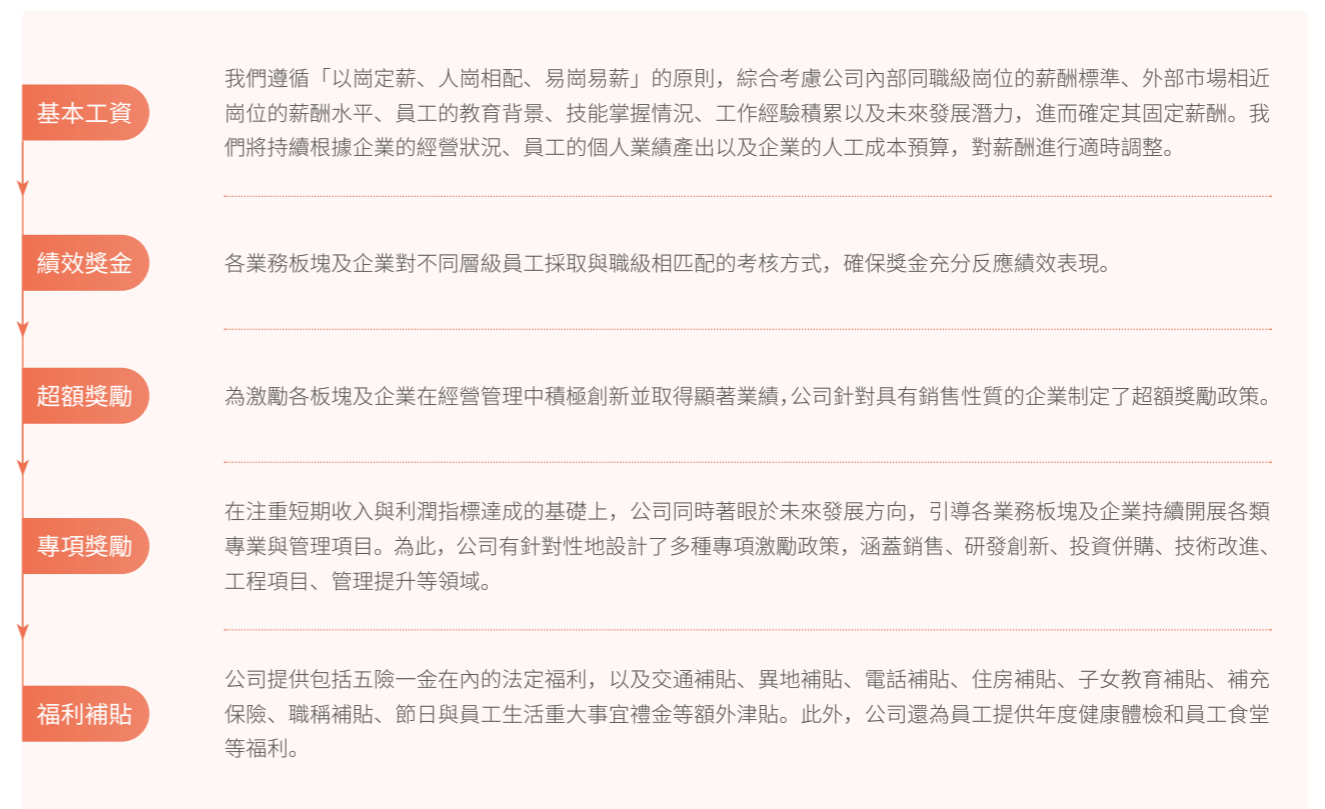 基本工資
我們遵循「以崗定薪、人崗相配、易崗易薪」的原則，綜合考慮公司內部同職級崗位的薪酬標準、外部市場相近
崗位的薪酬水平、員工的教育背景、技能掌握情況、工作經驗積累以及未來發展潛力，進而確定其固定薪酬。我
們將持續根據企業的經營狀況、員工的個人業績產出以及企業的人工成本預算，對薪酬進行適時調整。
績效獎金
各業務板塊及企業對不同層級員工採取與職級相匹配的考核方式，確保獎金充分反應績效表現。
超額獎勵
為激勵各板塊及企業在經營管理中積極創新並取得顯著業績，公司針對具有銷售性質的企業制定了超額獎勵政策。
專項獎勵
在注重短期收入與利潤指標達成的基礎上，公司同時著眼於未來發展方向，引導各業務板塊及企業持續開展各類
專業與管理項目。為此，公司有針對性地設計了多種專項激勵政策，涵蓋銷售、研發創新、投資併購、技術改進、
工程項目、管理提升等領域。
福利補貼
公司提供包括五險一金在內的法定福利，以及交通補貼、異地補貼、電話補貼、住房補貼、子女教育補貼、補充
保險、職稱補貼、節日與員工生活重大事宜禮金等額外津貼。此外，公司還為員工提供年度健康體檢和員工食堂
等福利。